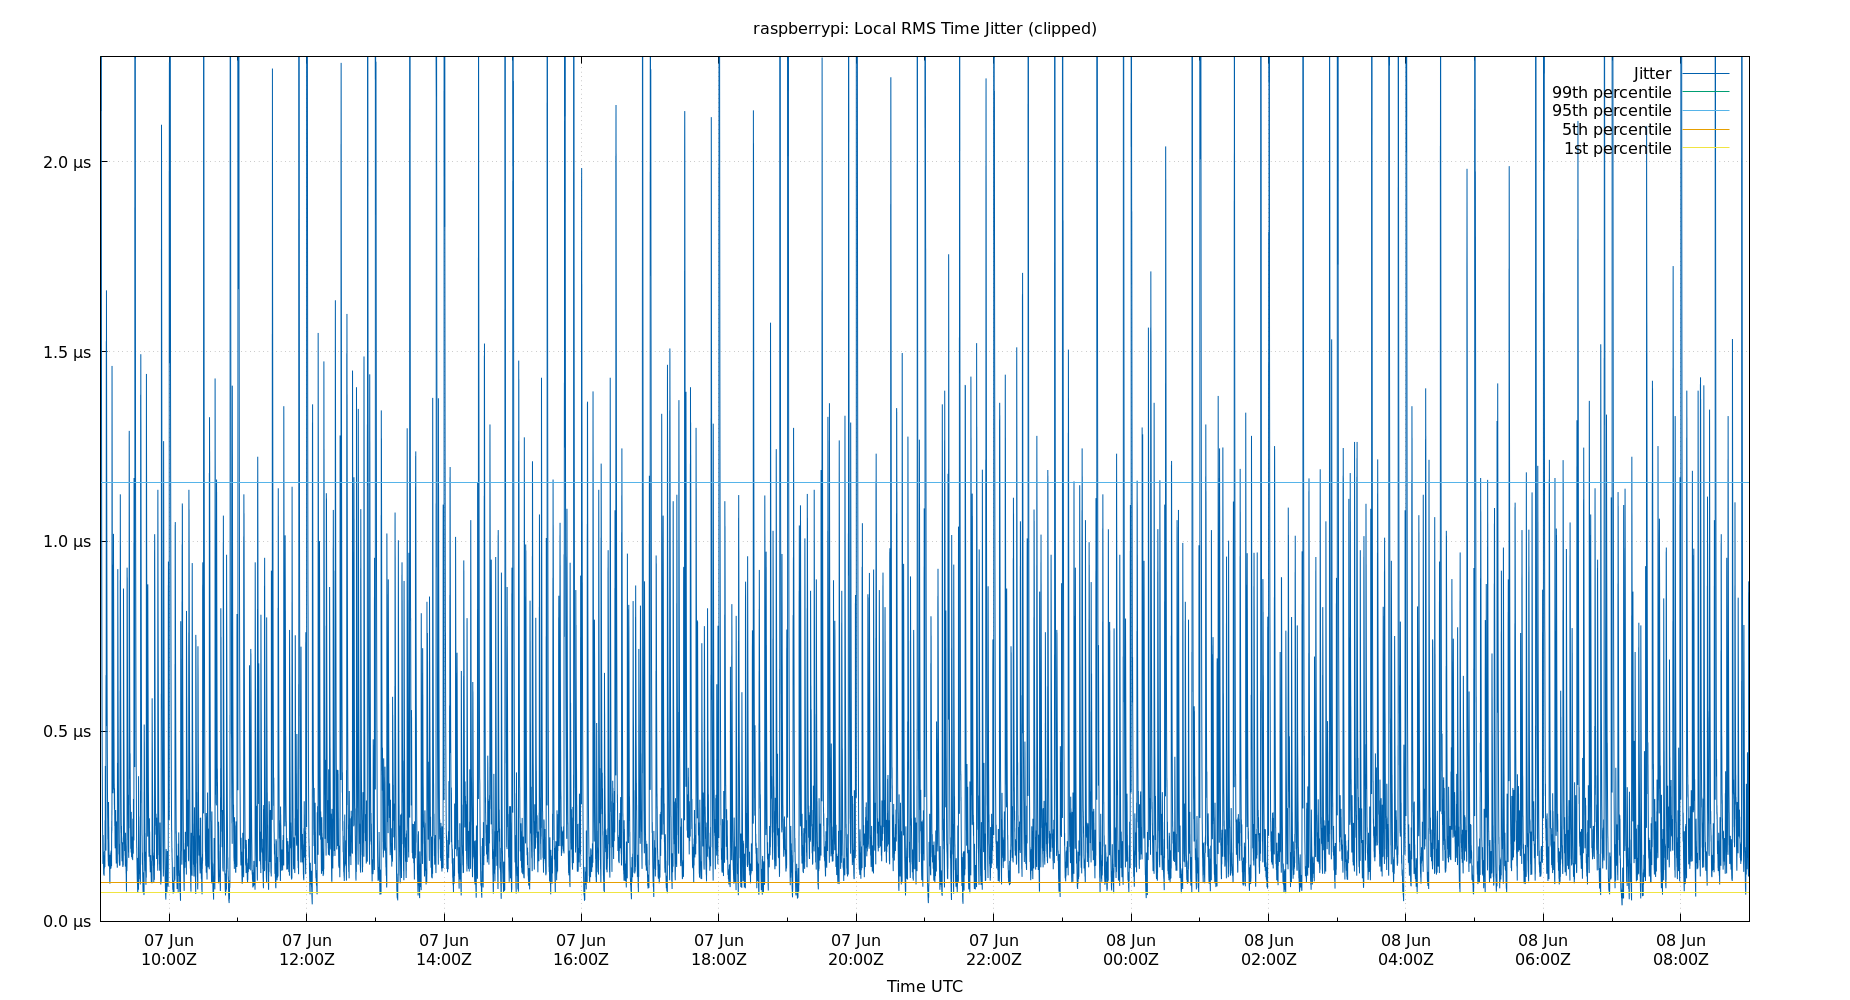 raspberrypi: Local RMS Time Jitter (clipped)
Jitter
99th percentile
95th percentile
5th percentile
1st percentile
2.0 µs
1.5 µs
1.0 µs
0.5 µs
0.0 µs
07 Jun 07 Jun 07 Jun 07 Jun 07 Jun 07 Jun 07 Jun 08 Jun 08 Jun 08 Jun 08 Jun 08 Jun
10:00Z 12:00Z 14:00Z 16:00Z 18:00Z 20:00Z 22:00Z 00:00Z 02:00Z 04:00Z 06:00Z 08:00Z
Time UTC